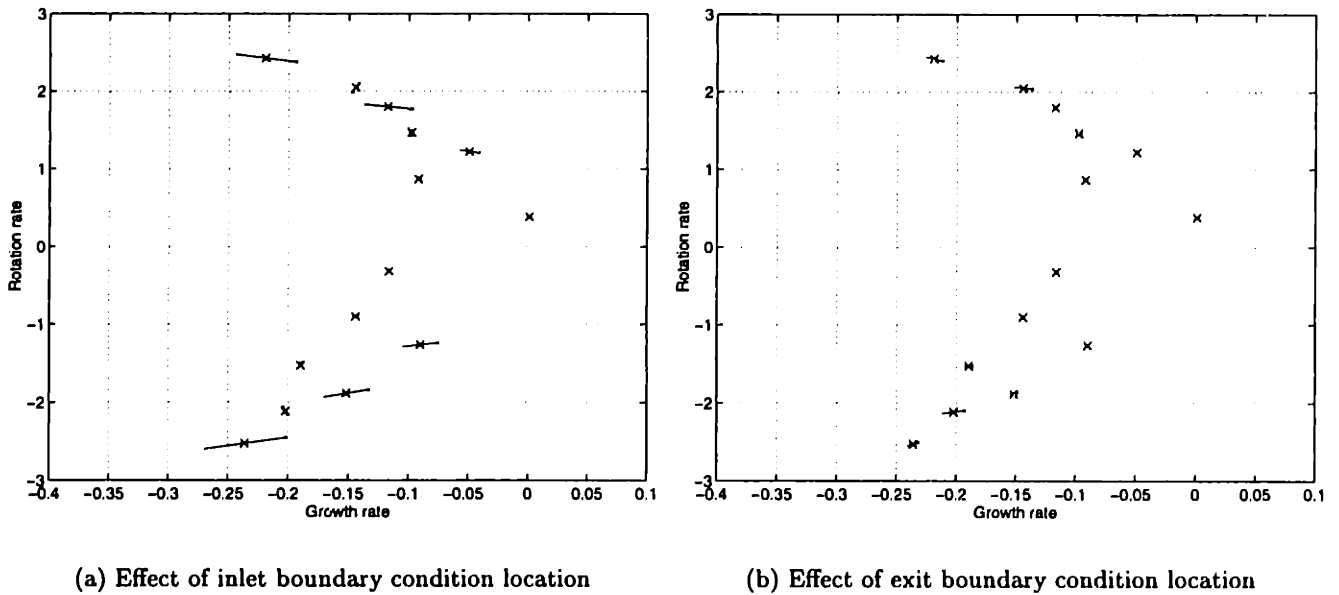 3
2
1
0
−1
−2
−3
Rotation rate
−0.4 −0.35 −0.3 −0.25 −0.2 −0.15 −0.1 −0.05 0 0.05 0.1
Growth rate
(a) Effect of inlet boundary condition location
3
2
1
0
−1
−2
−3
Rotation rate
−0.4 −0.35 −0.3 −0.25 −0.2 −0.15 −0.1 −0.05 0 0.05 0.1
Growth rate
(b) Effect of exit boundary condition location